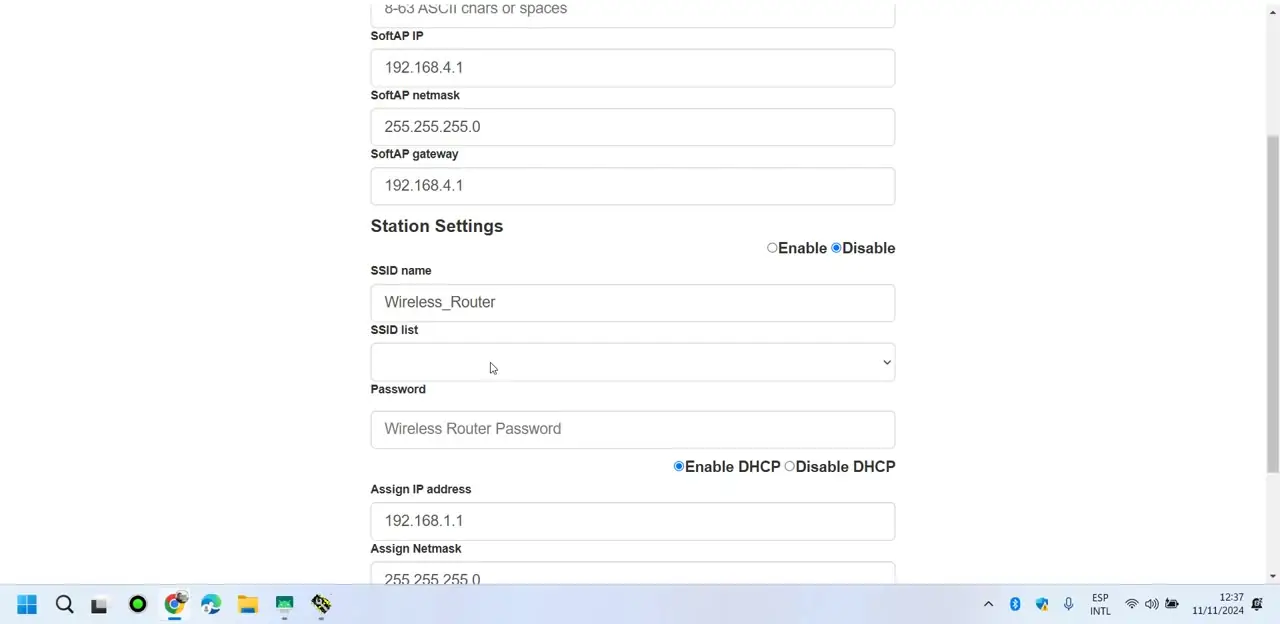 8-63 ASCII chars or spaces
SoftAP IP
192.168.4.1
SoftAP netmask
255.255.255.0
SoftAP gateway
192.168.4.1
Station Settings
Enable Disable
SSID name
Wireless_Router
SSID list
Password
Wireless Router Password
Enable DHCP Disable DHCP
Assign IP address
192.168.1.1
Assign Netmask
255.255.255.0
ESP
INTL
12:37
11/11/2024